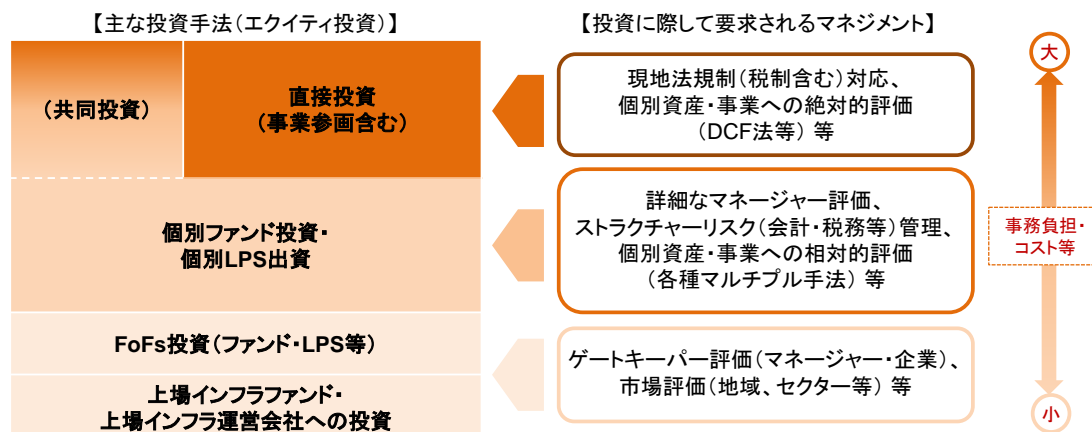 【主な投資手法(エクイティ投資)】
【投資に際して要求されるマネジメント】
(共同投資)
直接投資
(事業参画含む)
現地法規制(税制含む)対応、
個別資産・事業への絶対的評価
(DCF法等) 等
大
個別ファンド投資・
個別LPS出資
詳細なマネージャー評価、
ストラクチャーリスク(会計・税務等)管理、
個別資産・事業への相対的評価
(各種マルチプル手法) 等
事務負担・
コスト等
FoFs投資(ファンド・LPS等)
上場インフラファンド・
上場インフラ運営会社への投資
ゲートキーパー評価(マネージャー・企業)、
市場評価(地域、セクター等) 等
小